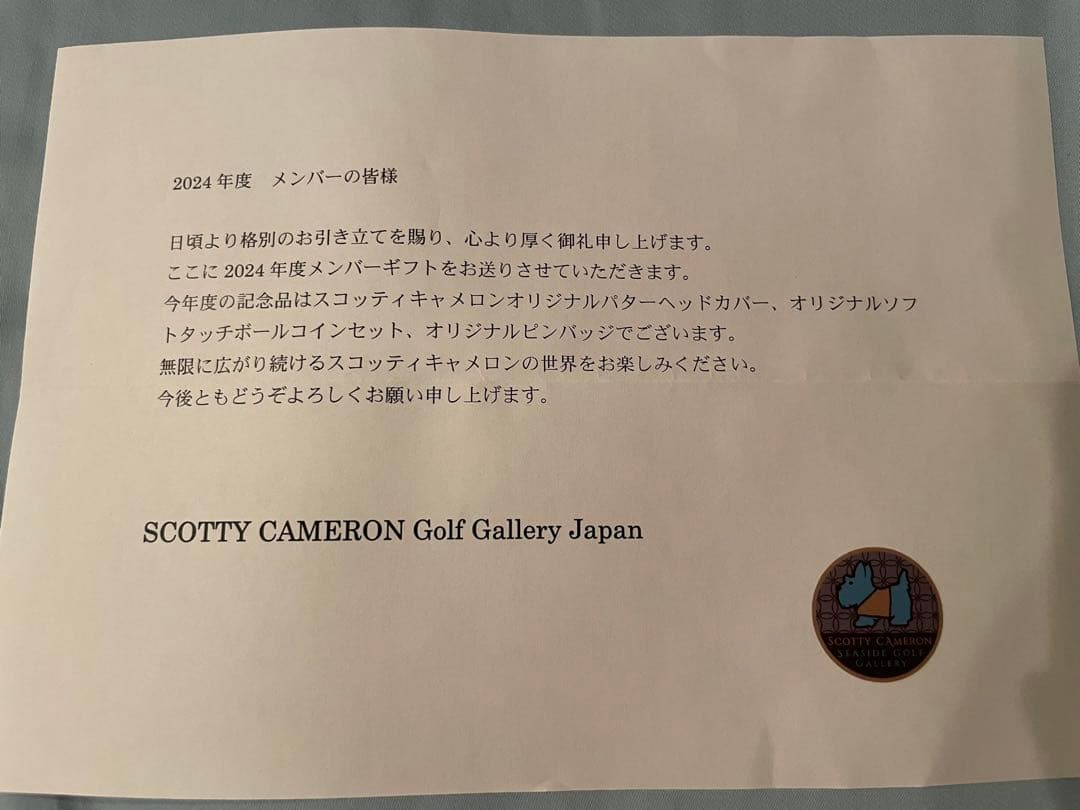 2024 年度　メンバーの皆様
日頃より格別のお引き立てを賜り、心より厚く御礼申し上げます。
ここに 2024 年度メンバーギフトをお送りさせていただきます。
今年度の記念品はスコッティキャメロンオリジナルパターヘッドカバー、オリジナルソフ
トタッチボールコインセット、オリジナルピンバッジでございます。
無限に広がり続けるスコッティキャメロンの世界をお楽しみください。
今後ともどうぞよろしくお願い申し上げます。
SCOTTY CAMERON Golf Gallery Japan
SCOTTY CAMERON
SEASIDE GOLF
GALLERY